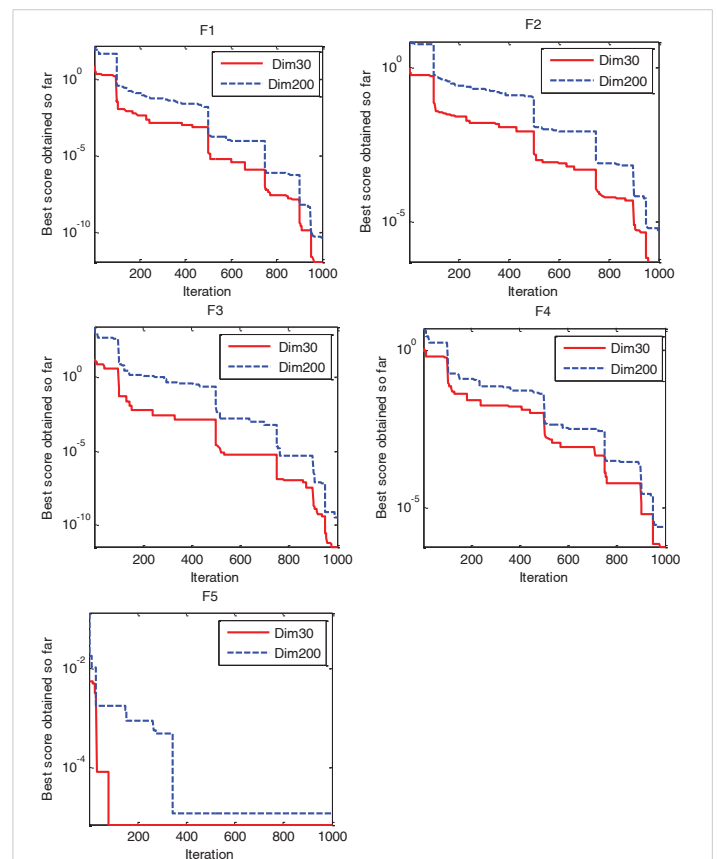 F1
Best score obtained so far
10^0
10^-5
10^-10
Dim30
Dim200
200 400 600 800 1000
Iteration
F2
Best score obtained so far
10^0
10^-5
Dim30
Dim200
200 400 600 800 1000
Iteration
F3
Best score obtained so far
10^0
10^-5
10^-10
Dim30
Dim200
200 400 600 800 1000
Iteration
F4
Best score obtained so far
10^0
10^-5
Dim30
Dim200
200 400 600 800 1000
Iteration
F5
Best score obtained so far
10^-2
10^-4
Dim30
Dim200
200 400 600 800 1000
Iteration